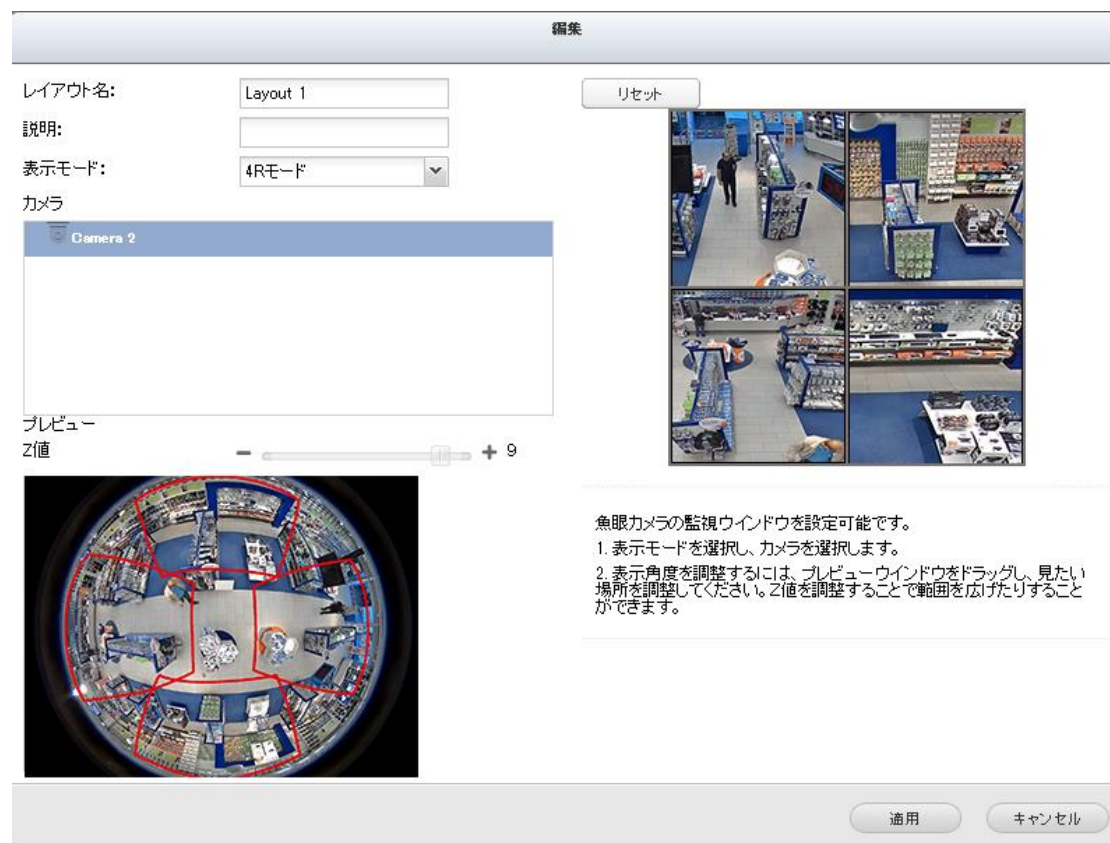 編集
レイアウト名: Layout 1
説明:
表示モード: 4Rモード
カメラ
Camera 2
プレビュー
Z値 9
リセット
魚眼カメラの監視ウインドウを設定可能です。
1. 表示モードを選択し、カメラを選択します。
2. 表示角度を調整するには、プレビューウインドウをドラッグし、見たい
場所を調整してください。Z値を調整することで範囲を広げたりすること
ができます。
適用 キャンセル